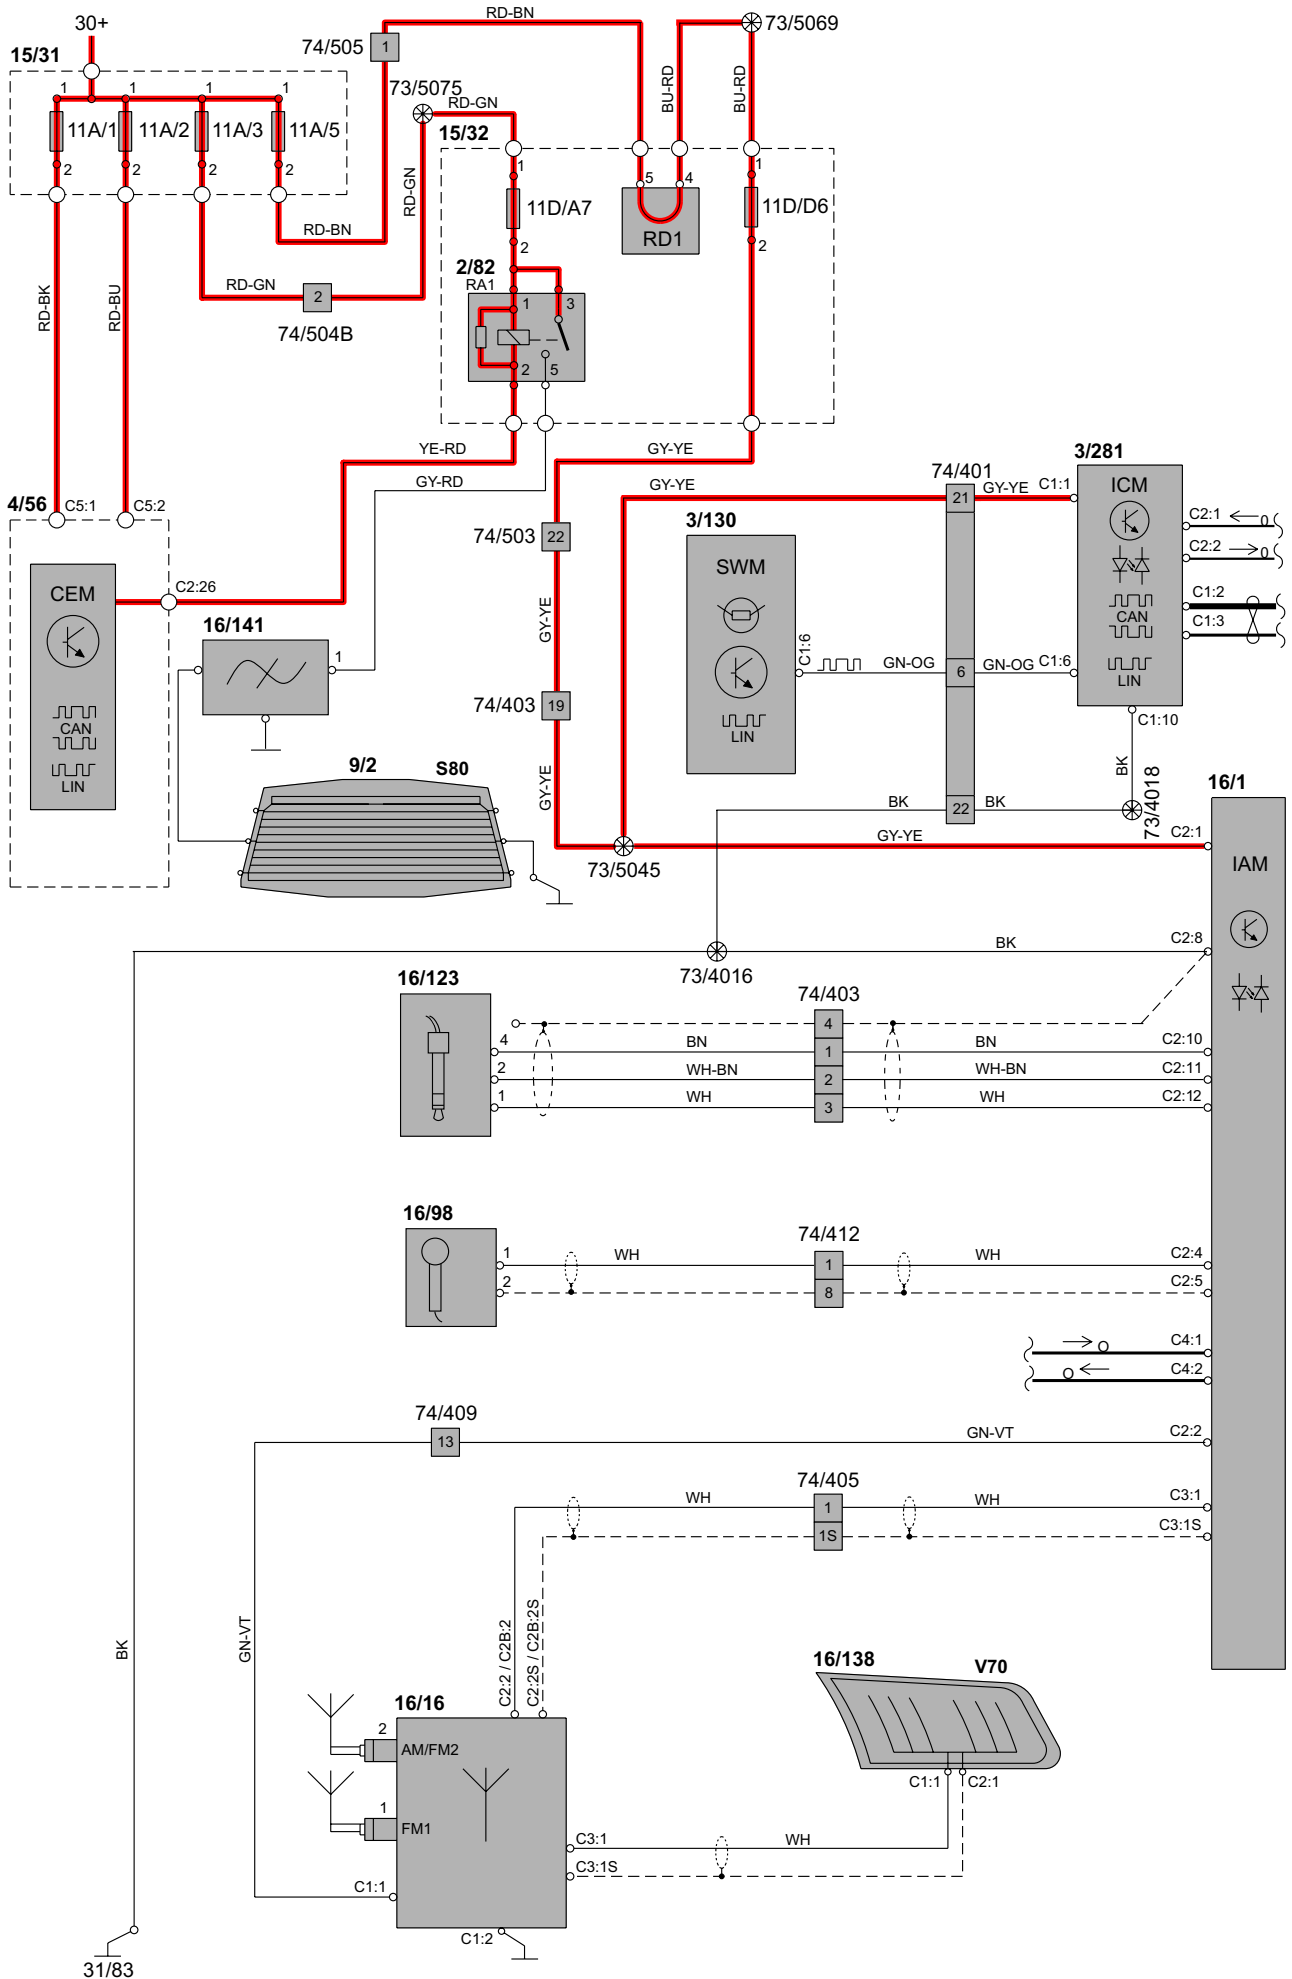 30+
RD-BN
73/5069
15/31
74/505
1
73/5075
RD-GN
BU-RD
BU-RD
1
1
1
1
15/32
11A/1
11A/2
11A/3
11A/5
2
2
2
2
1
5
4
1
RD-GN
11D/A7
11D/D6
RD1
RD-BN
2
2
2/82
RA1
RD-GN
2
74/504B
1
3
2
5
RD-BK
RD-BU
YE-RD
GY-YE
GY-RD
3/281
74/401
GY-YE
21
GY-YE
C1:1
ICM
4/56
C5:1
C5:2
C2:1
0
C2:2
0
3/130
74/503
22
SWM
CEM
C2:26
C1:2
CAN
C1:3
GY-YE
16/141
1
C1:6
GN-OG
6
GN-OG
C1:6
LIN
74/403
19
CAN
LIN
C1:10
LIN
9/2
S80
GY-YE
BK
16/1
BK
22
BK
73/4018
GY-YE
C2:1
73/5045
IAM
BK
C2:8
73/4016
16/123
74/403
4
4
BN
1
BN
C2:10
2
WH-BN
2
WH-BN
C2:11
1
WH
3
WH
C2:12
16/98
74/412
1
WH
1
WH
C2:4
2
8
C2:5
O
C4:1
O
C4:2
74/409
13
GN-VT
C2:2
74/405
WH
1
WH
C3:1
1S
C3:1S
BK
GN-VT
C2:2 / C2B:2
C2:2S / C2B:2S
16/138
V70
16/16
2
AM/FM2
1
FM1
C1:1
C2:1
C3:1
WH
C3:1S
C1:1
C1:2
31/83